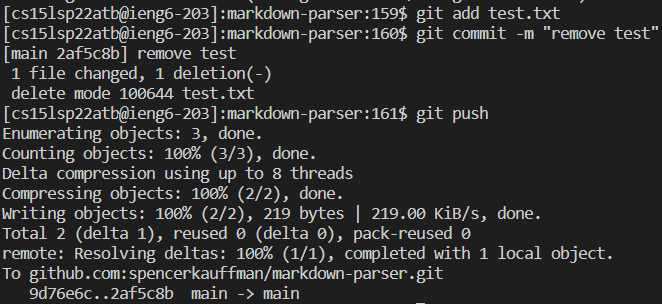 [cs15lsp22atb@ieng6-203]:markdown-parser:159$ git add test.txt
[cs15lsp22atb@ieng6-203]:markdown-parser:160$ git commit -m "remove test"
[main 2af5c8b] remove test
 1 file changed, 1 deletion(-)
 delete mode 100644 test.txt
[cs15lsp22atb@ieng6-203]:markdown-parser:161$ git push
Enumerating objects: 3, done.
Counting objects: 100% (3/3), done.
Delta compression using up to 8 threads
Compressing objects: 100% (2/2), done.
Writing objects: 100% (2/2), 219 bytes | 219.00 KiB/s, done.
Total 2 (delta 1), reused 0 (delta 0), pack-reused 0
remote: Resolving deltas: 100% (1/1), completed with 1 local object.
To github.com:spencerkauffman/markdown-parser.git
   9d76e6c..2af5c8b  main -> main